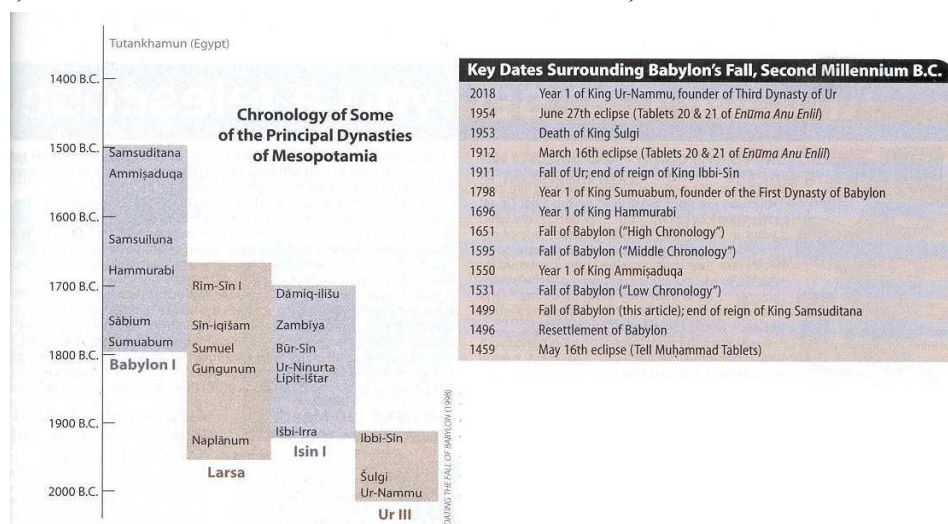 Tutankhamun (Egypt)
1400 B.C.
1500 B.C.
1600 B.C.
1700 B.C.
1800 B.C.
1900 B.C.
2000 B.C.
Chronology of Some
of the Principal Dynasties
of Mesopotamia
Samsuditana
Ammiṣaduqa
Samsuiluna
Hammurabi
Sābium
Sumuabum
Babylon I
Rim-Sîn I
Sîn-iqīšam
Sumuel
Gungunum
Naplānum
Larsa
Dāmiq-ilišu
Zambīya
Būr-Sîn
Ur-Ninurta
Lipit-Ištar
Išbi-Irra
Isin I
Ibbi-Sîn
Šulgi
Ur-Nammu
Ur III
DATING THE FALL OF BABYLON (1998)
Key Dates Surrounding Babylon's Fall, Second Millennium B.C.
2018 Year 1 of King Ur-Nammu, founder of Third Dynasty of Ur
1954 June 27th eclipse (Tablets 20 & 21 of Enūma Anu Enlil)
1953 Death of King Šulgi
1912 March 16th eclipse (Tablets 20 & 21 of Enūma Anu Enlil)
1911 Fall of Ur; end of reign of King Ibbi-Sîn
1798 Year 1 of King Sumuabum, founder of the First Dynasty of Babylon
1696 Year 1 of King Hammurabi
1651 Fall of Babylon ("High Chronology")
1595 Fall of Babylon ("Middle Chronology")
1550 Year 1 of King Ammiṣaduqa
1531 Fall of Babylon ("Low Chronology")
1499 Fall of Babylon (this article); end of reign of King Samsuditana
1496 Resettlement of Babylon
1459 May 16th eclipse (Tell Muḥammad Tablets)